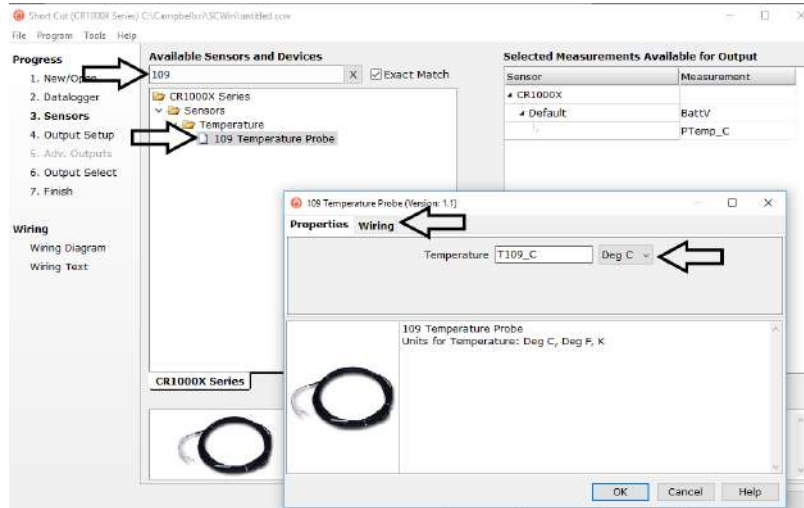 Short Cut (CR1000X Series) C:\Campbellsci\SCWin\untitled.scw
File Program Tools Help
Progress
1. New/Open
2. Datalogger
3. Sensors
4. Output Setup
5. Adv. Outputs
6. Output Select
7. Finish
Wiring
Wiring Diagram
Wiring Text
Available Sensors and Devices
109 X Exact Match
CR1000X Series
Sensors
Temperature
109 Temperature Probe
CR1000X Series
Selected Measurements Available for Output
Sensor Measurement
CR1000X
Default BattV
PTemp_C
109 Temperature Probe (Version: 1.1)
Properties Wiring
Temperature T109_C Deg C
109 Temperature Probe
Units for Temperature: Deg C, Deg F, K
OK Cancel Help